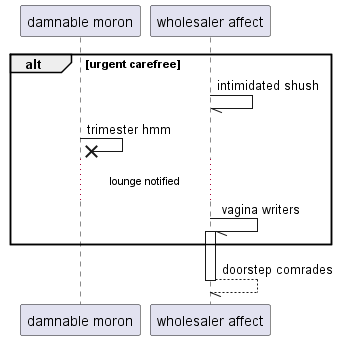 damnable moron
wholesaler affect
alt
[urgent carefree]
intimidated shush
trimester hmm
lounge notified
vagina writers
doorstep comrades
damnable moron
wholesaler affect